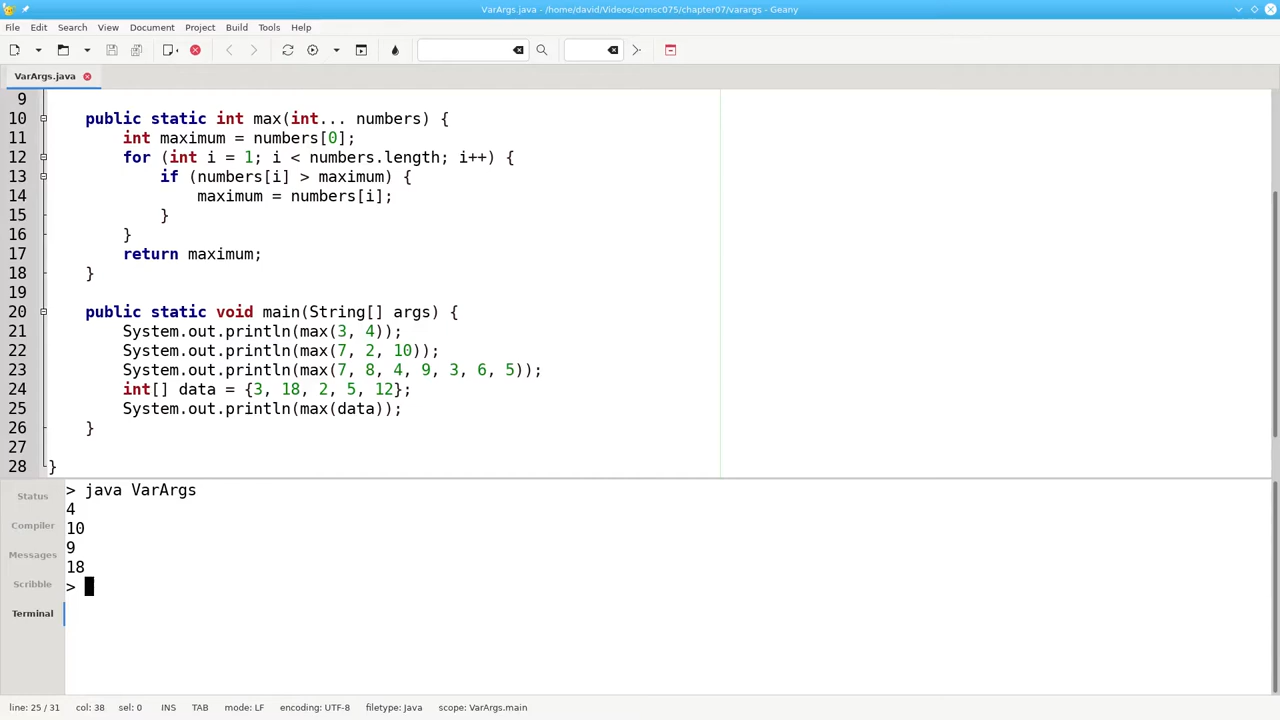 VarArgs.java - /home/david/Videos/comsc075/chapter07/varargs - Geany
File Edit Search View Document Project Build Tools Help
VarArgs.java
9
10 public static int max(int... numbers) {
11 int maximum = numbers[0];
12 for (int i = 1; i < numbers.length; i++) {
13 if (numbers[i] > maximum) {
14 maximum = numbers[i];
15 }
16 }
17 return maximum;
18 }
19
20 public static void main(String[] args) {
21 System.out.println(max(3, 4));
22 System.out.println(max(7, 2, 10));
23 System.out.println(max(7, 8, 4, 9, 3, 6, 5));
24 int[] data = {3, 18, 2, 5, 12};
25 System.out.println(max(data));
26 }
27
28 }
Status
Compiler
Messages
Scribble
Terminal
> java VarArgs
4
10
9
18
>
line: 25 / 31 col: 38 sel: 0 INS TAB mode: LF encoding: UTF-8 filetype: Java scope: VarArgs.main